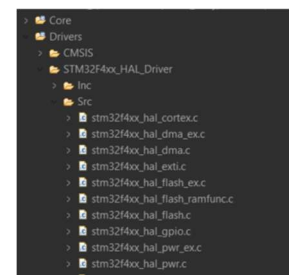 Core
Drivers
CMSIS
STM32F4xx_HAL_Driver
Inc
Src
stm32f4xx_hal_cortex.c
stm32f4xx_hal_dma_ex.c
stm32f4xx_hal_dma.c
stm32f4xx_hal_exti.c
stm32f4xx_hal_flash_ex.c
stm32f4xx_hal_flash_ramfunc.c
stm32f4xx_hal_flash.c
stm32f4xx_hal_gpio.c
stm32f4xx_hal_pwr_ex.c
stm32f4xx_hal_pwr.c